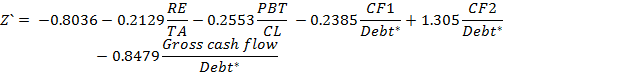 Z` = −0.8036 − 0.2129 RE/TA − 0.2553 PBT/CL − 0.2385 CF1/Debt* + 1.305 CF2/Debt*
− 0.8479 Gross cash flow/Debt*